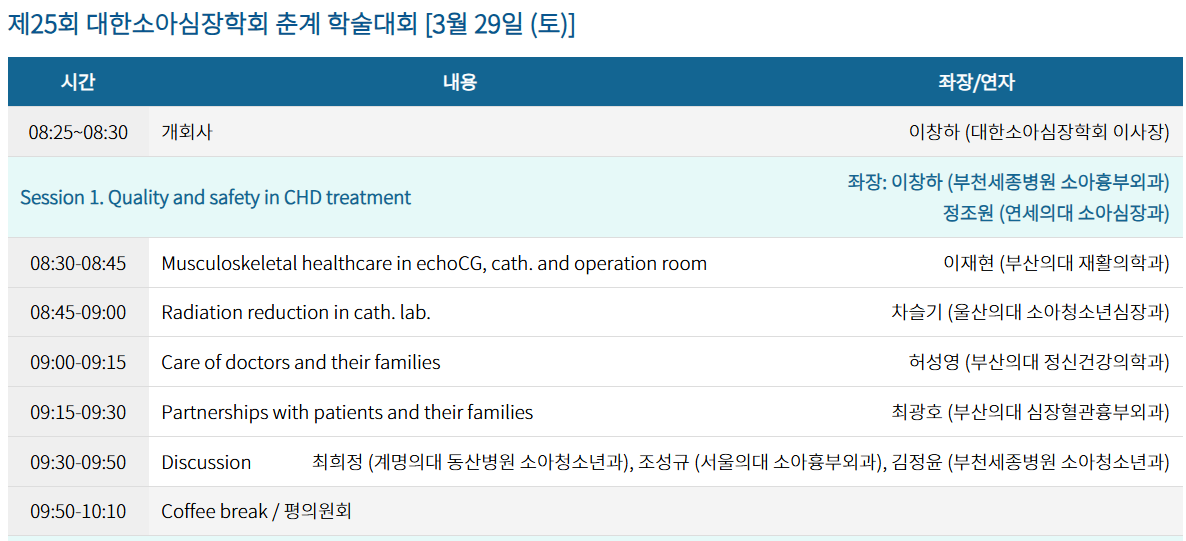 제25회 대한소아심장학회 춘계 학술대회 [3월 29일 (토)]
시간 내용 좌장/연자
08:25~08:30 개회사 이창하 (대한소아심장학회 이사장)
Session 1. Quality and safety in CHD treatment 좌장: 이창하 (부천세종병원 소아흉부외과)
정조원 (연세의대 소아심장과)
08:30-08:45 Musculoskeletal healthcare in echoCG, cath. and operation room 이재현 (부산의대 재활의학과)
08:45-09:00 Radiation reduction in cath. lab. 차슬기 (울산의대 소아청소년심장과)
09:00-09:15 Care of doctors and their families 허성영 (부산의대 정신건강의학과)
09:15-09:30 Partnerships with patients and their families 최광호 (부산의대 심장혈관흉부외과)
09:30-09:50 Discussion 최희정 (계명의대 동산병원 소아청소년과), 조성규 (서울의대 소아흉부외과), 김정윤 (부천세종병원 소아청소년과)
09:50-10:10 Coffee break / 평의원회